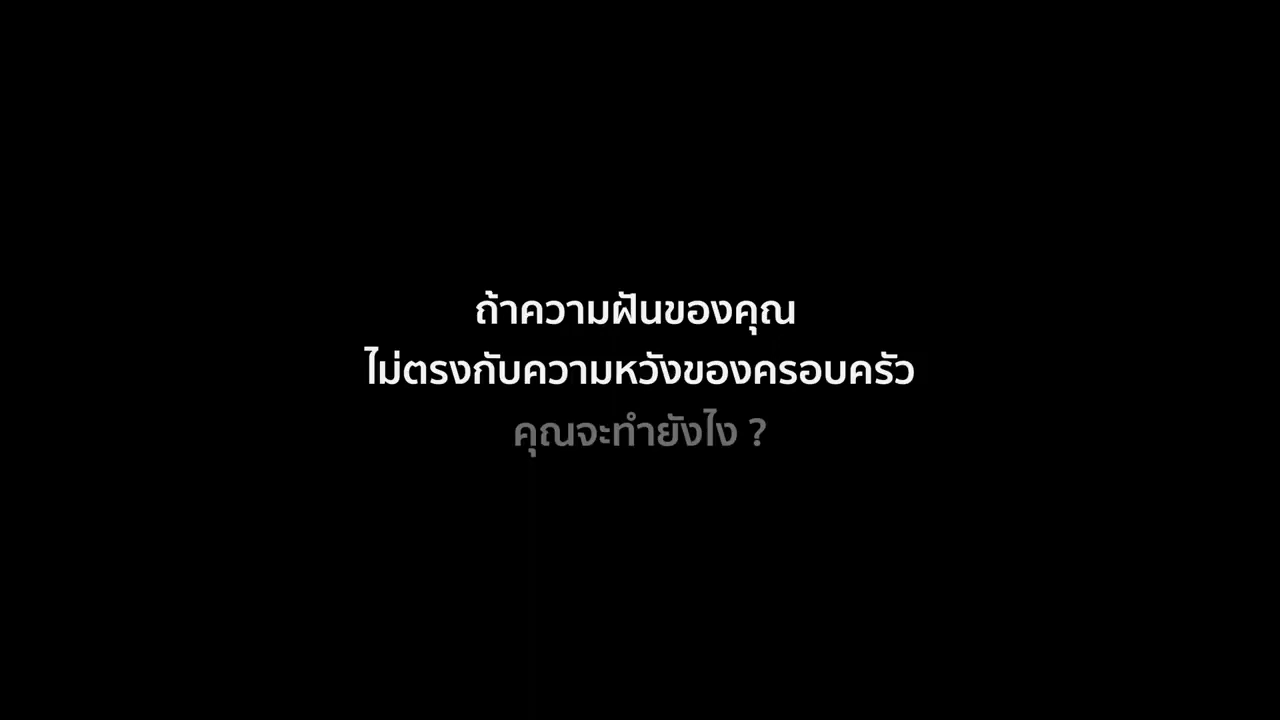 ถ้าความฝันของคุณ
ไม่ตรงกับความหวังของครอบครัว
คุณจะทำยังไง ?